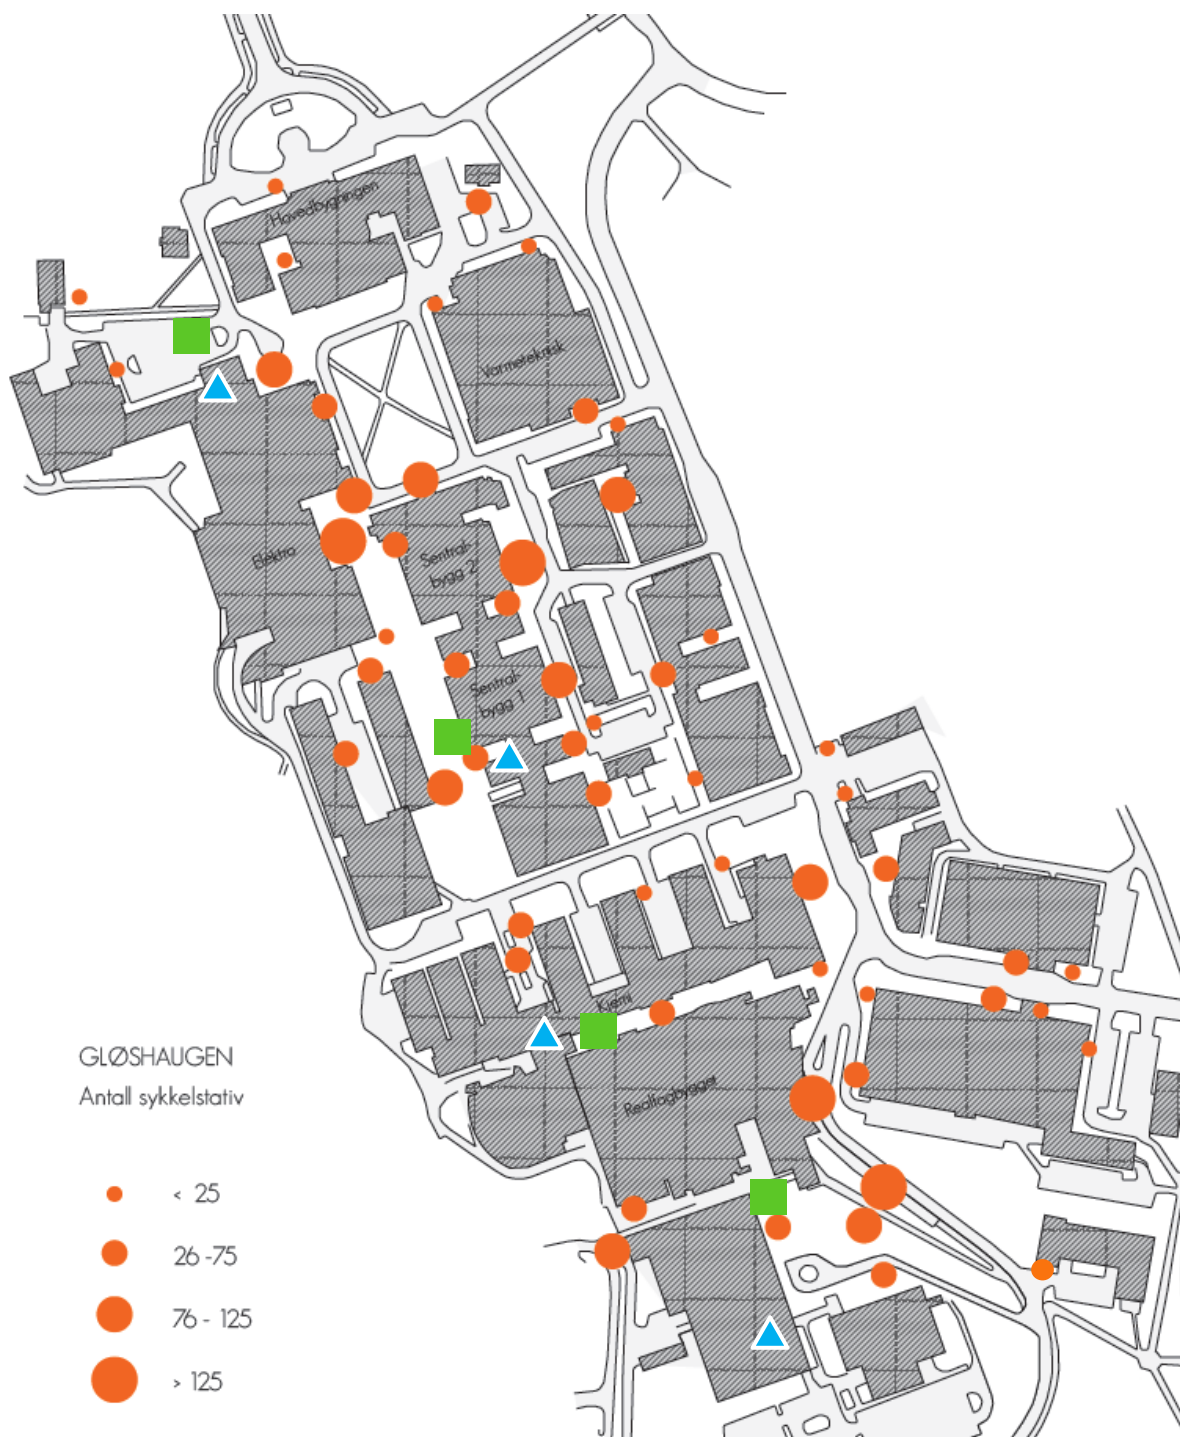 Hovedbygningen
Varmeteknisk
Elektro
Sentral-
bygg 2
Sentral-
bygg 1
Kjemi
Realfagbygget
GLØSHAUGEN
Antall sykkelstativ
< 25
26 -75
76 - 125
> 125